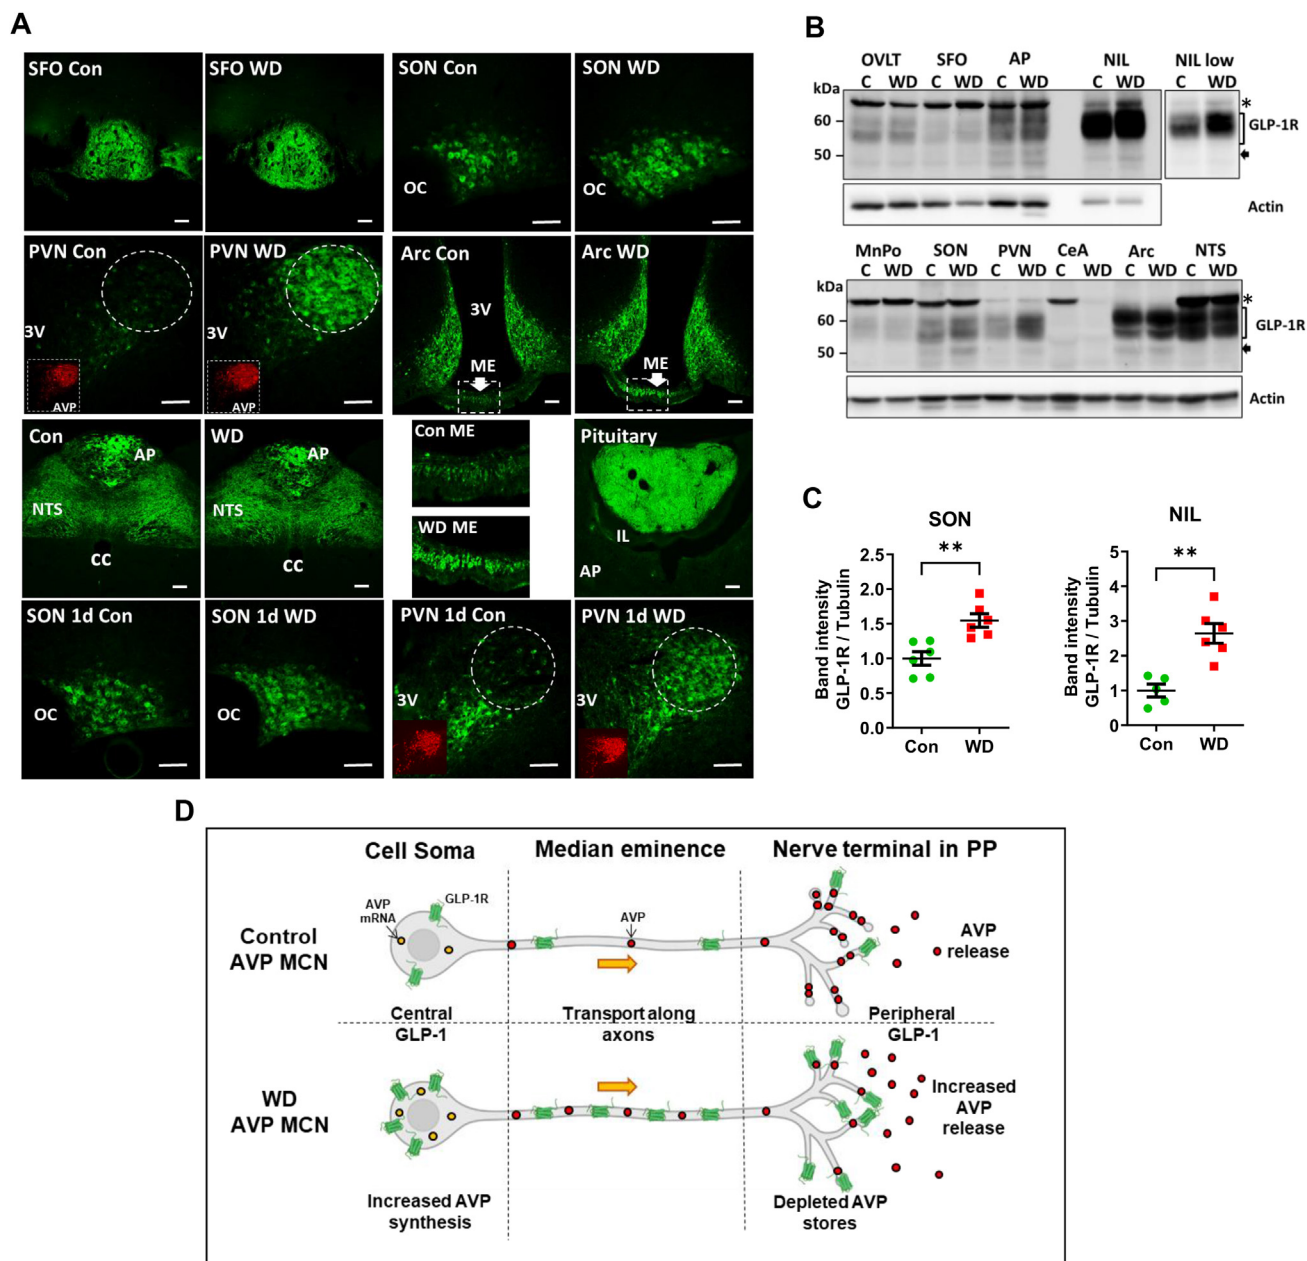 A
SFO Con
SFO WD
SON Con
SON WD
OC
OC
PVN Con
PVN WD
Arc Con
Arc WD
3V
3V
3V
ME
ME
AVP
AVP
Con
WD
Con ME
Pituitary
AP
AP
NTS
NTS
WD ME
IL
CC
CC
AP
SON 1d Con
SON 1d WD
PVN 1d Con
PVN 1d WD
OC
OC
3V
3V
B
OVLT SFO AP NIL NIL low
C WD C WD C WD C WD C WD
kDa
*
60
GLP-1R
50
Actin
MnPo SON PVN CeA Arc NTS
C WD C WD C WD C WD C WD C WD
kDa
*
60
GLP-1R
50
Actin
C
SON
**
2.5
2.0
1.5
1.0
0.5
0.0
Band intensity
GLP-1R / Tubulin
Con WD
NIL
**
5
4
3
2
1
0
Band intensity
GLP-1R / Tubulin
Con WD
D
Cell Soma
Median eminence
Nerve terminal in PP
AVP
mRNA
GLP-1R
AVP
Control
AVP MCN
AVP
release
Central
GLP-1
Transport along
axons
Peripheral
GLP-1
WD
AVP MCN
Increased
AVP
release
Increased AVP
synthesis
Depleted AVP
stores